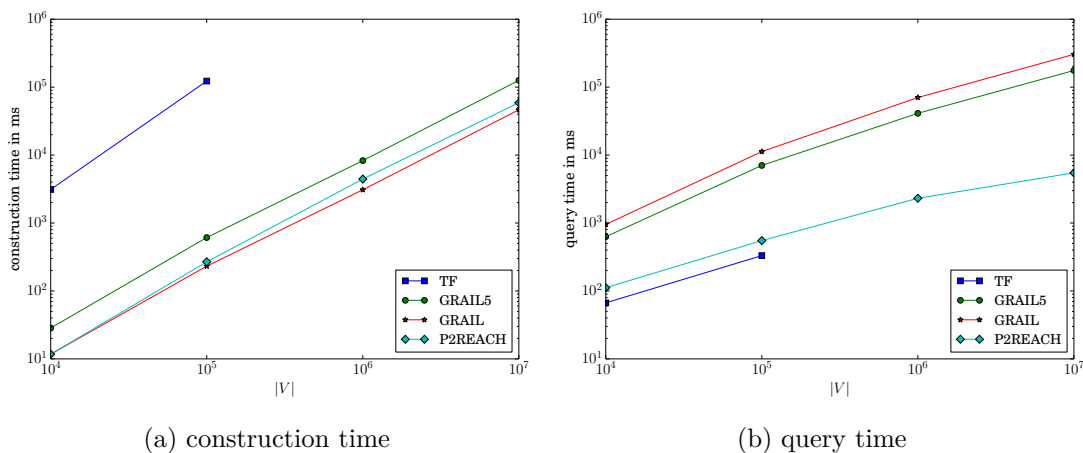 10^6
10^5
10^4
10^3
10^2
10^1
construction time in ms
10^4 10^5 10^6 10^7
|V|
TF
GRAIL5
GRAIL
P2REACH
(a) construction time
10^6
10^5
10^4
10^3
10^2
10^1
query time in ms
10^4 10^5 10^6 10^7
|V|
TF
GRAIL5
GRAIL
P2REACH
(b) query time